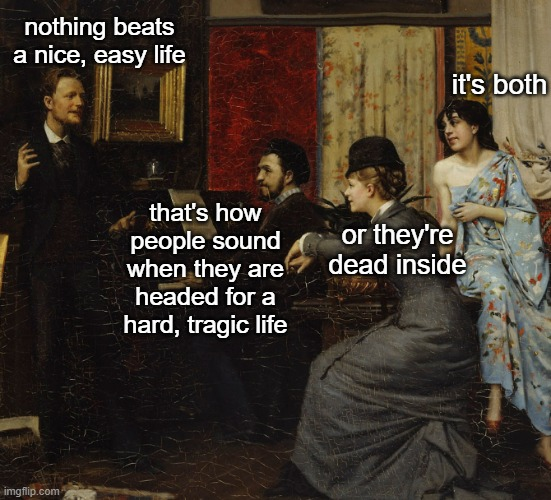 nothing beats
a nice, easy life
it's both
that's how
people sound
when they are
headed for a
hard, tragic life
or they're
dead inside
imgflip.com